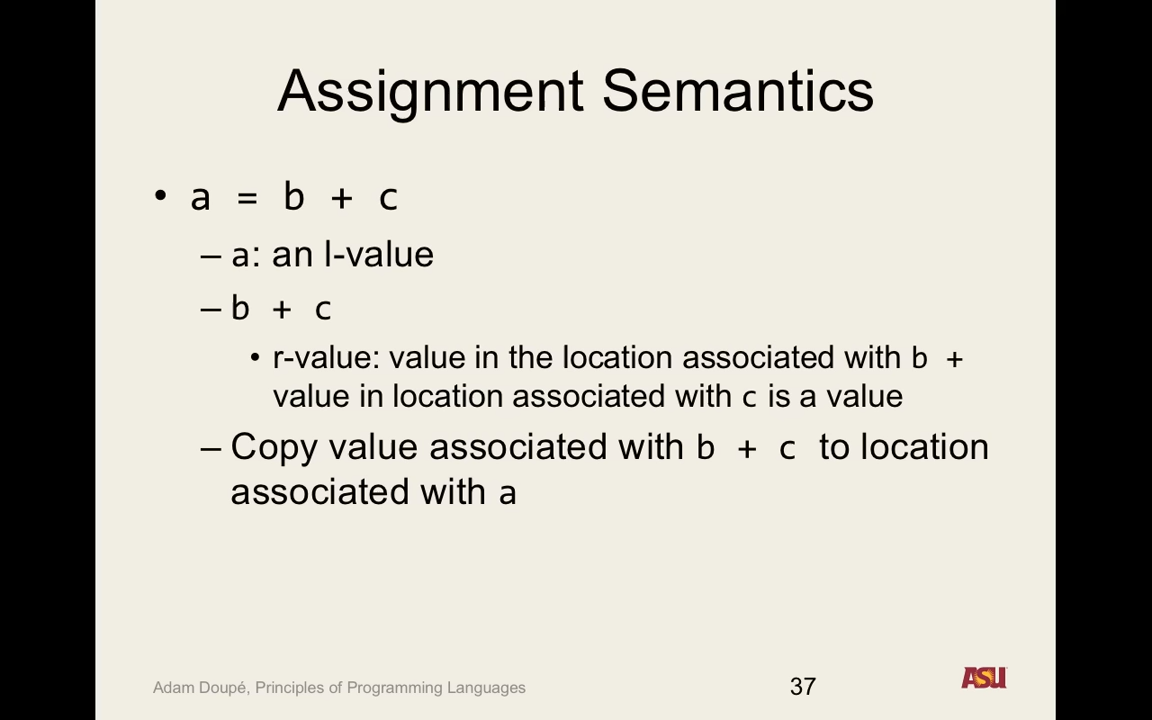 Assignment Semantics
• a = b + c
– a: an l-value
– b + c
• r-value: value in the location associated with b +
value in location associated with c is a value
– Copy value associated with b + c to location
associated with a
Adam Doupé, Principles of Programming Languages
37
ASU